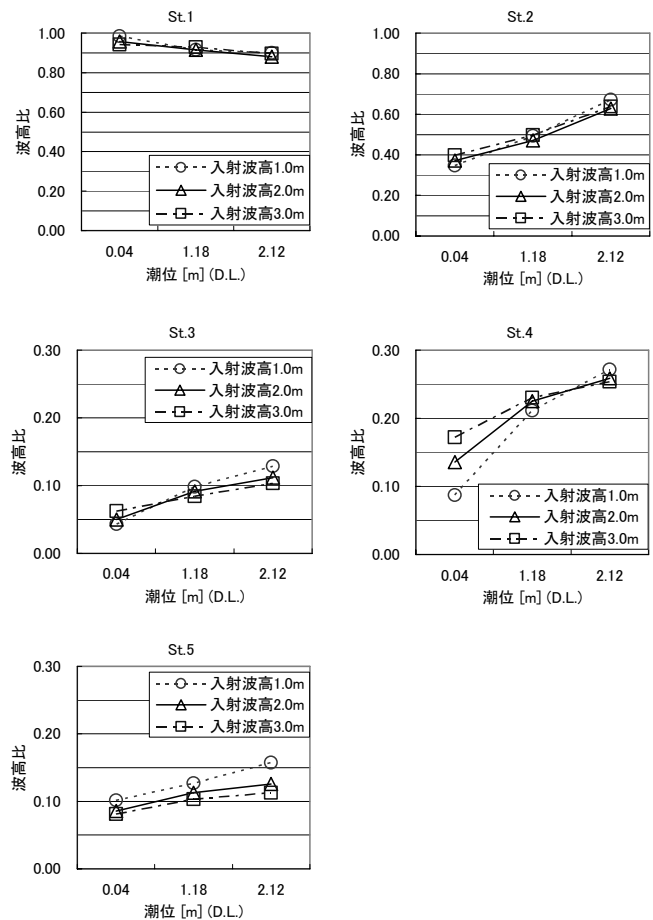 St.1
1.00
0.80
0.60
0.40
0.20
0.00
波高比
入射波高1.0m
入射波高2.0m
入射波高3.0m
0.04 1.18 2.12
潮位 [m] (D.L.)
St.2
1.00
0.80
0.60
0.40
0.20
0.00
波高比
入射波高1.0m
入射波高2.0m
入射波高3.0m
0.04 1.18 2.12
潮位 [m] (D.L.)
St.3
0.30
0.20
0.10
0.00
波高比
入射波高1.0m
入射波高2.0m
入射波高3.0m
0.04 1.18 2.12
潮位 [m] (D.L.)
St.4
0.30
0.20
0.10
0.00
波高比
入射波高1.0m
入射波高2.0m
入射波高3.0m
0.04 1.18 2.12
潮位 [m] (D.L.)
St.5
0.30
0.20
0.10
0.00
波高比
入射波高1.0m
入射波高2.0m
入射波高3.0m
0.04 1.18 2.12
潮位 [m] (D.L.)